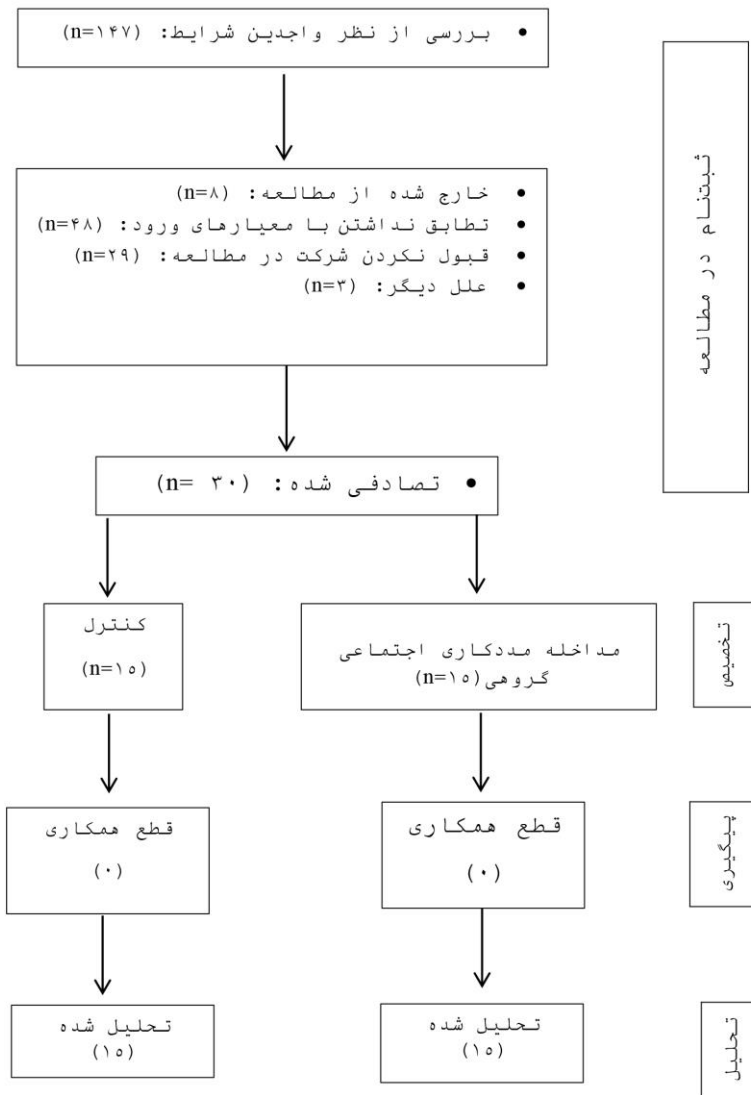 • بررسی از نظر واجدین شرایط: (n=۱۴۷)
• خارج شده از مطالعه: (n=۸)
• تطابق نداشتن با معیارهای ورود: (n=۴۸)
• قبول نکردن شرکت در مطالعه: (n=۲۹)
• علل دیگر: (n=۳)
ثبت‌نام در مطالعه
• تصادفی شده: (n= ۳۰)
تخصیص
مداخله مددکاری اجتماعی
گروهی(n=۱۵)
کنترل
(n=۱۵)
پیگیری
قطع همکاری
(۰)
قطع همکاری
(۰)
تحلیل
تحلیل شده
(۱۵)
تحلیل شده
(۱۵)